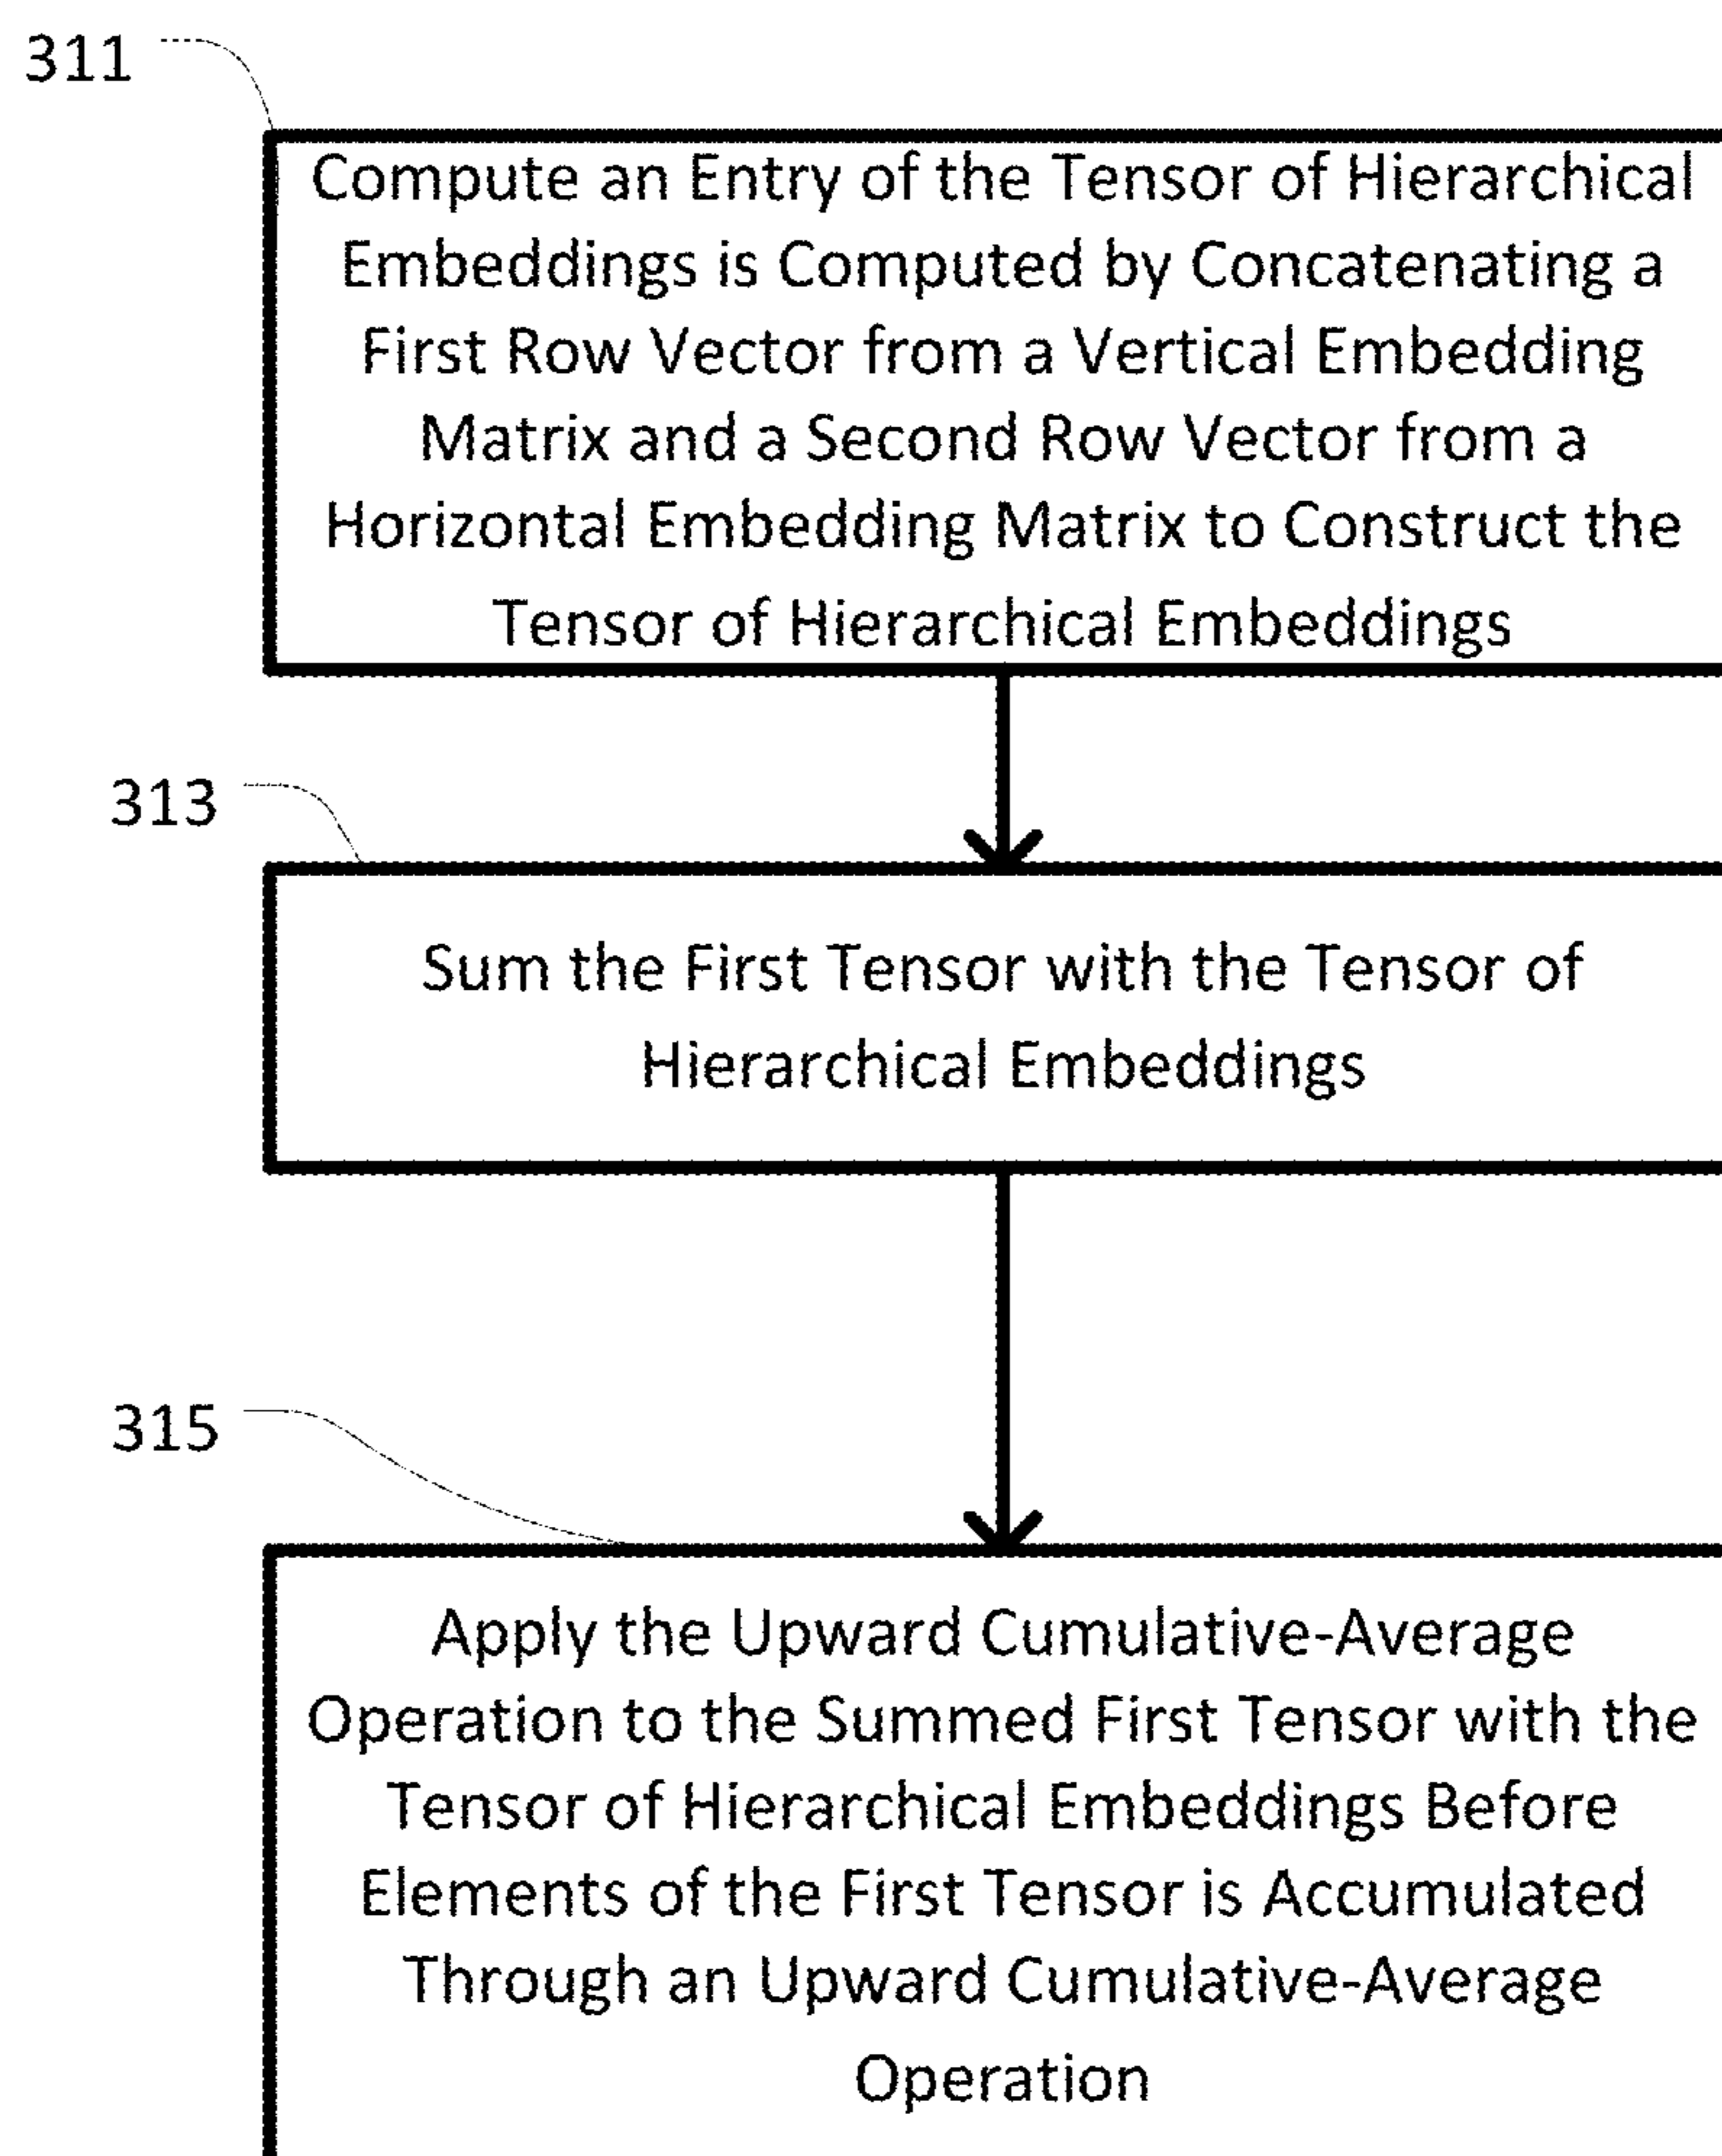 311
Compute an Entry of the Tensor of Hierarchical
Embeddings is Computed by Concatenating a
First Row Vector from a Vertical Embedding
Matrix and a Second Row Vector from a
Horizontal Embedding Matrix to Construct the
Tensor of Hierarchical Embeddings
313
Sum the First Tensor with the Tensor of
Hierarchical Embeddings
315
Apply the Upward Cumulative-Average
Operation to the Summed First Tensor with the
Tensor of Hierarchical Embeddings Before
Elements of the First Tensor is Accumulated
Through an Upward Cumulative-Average
Operation